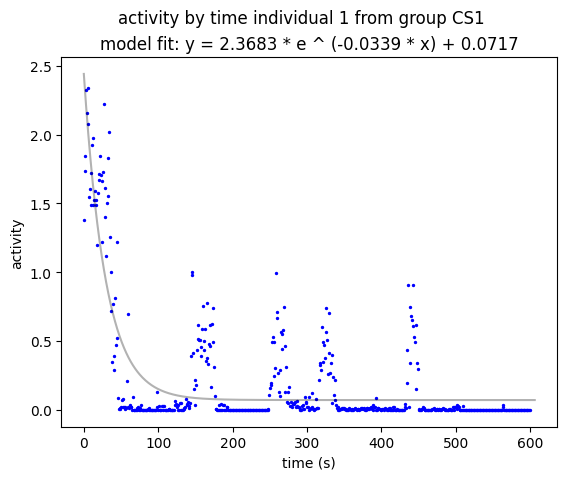 activity by time individual 1 from group CS1
model fit: y = 2.3683 * e ^ (-0.0339 * x) + 0.0717
2.5
2.0
1.5
1.0
0.5
0.0
activity
0 100 200 300 400 500 600
time (s)